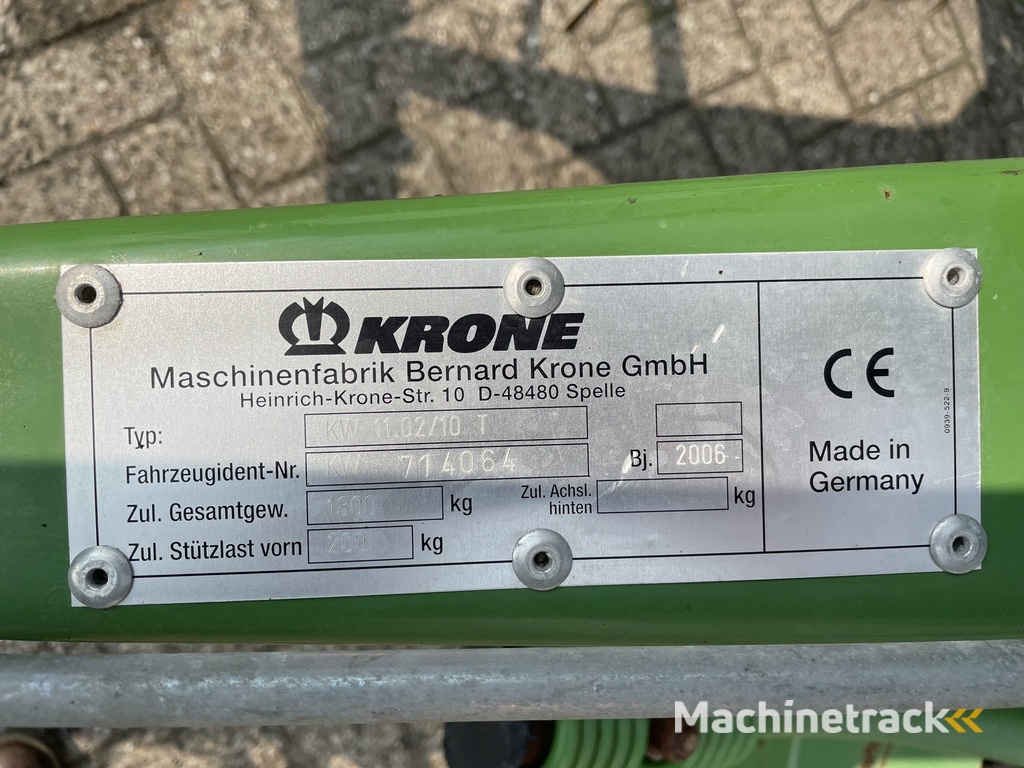 KRONE
Maschinenfabrik Bernard Krone GmbH
Heinrich-Krone-Str. 10 D-48480 Spelle
Typ: KW 11.02/10 T
Fahrzeugident-Nr. KW 714064 Bj. 2006
Zul. Gesamtgew. 1800 kg Zul. Achsl. hinten kg
Zul. Stützlast vorn 200 kg
CE
Made in
Germany
0939-522-9
Machinetrack